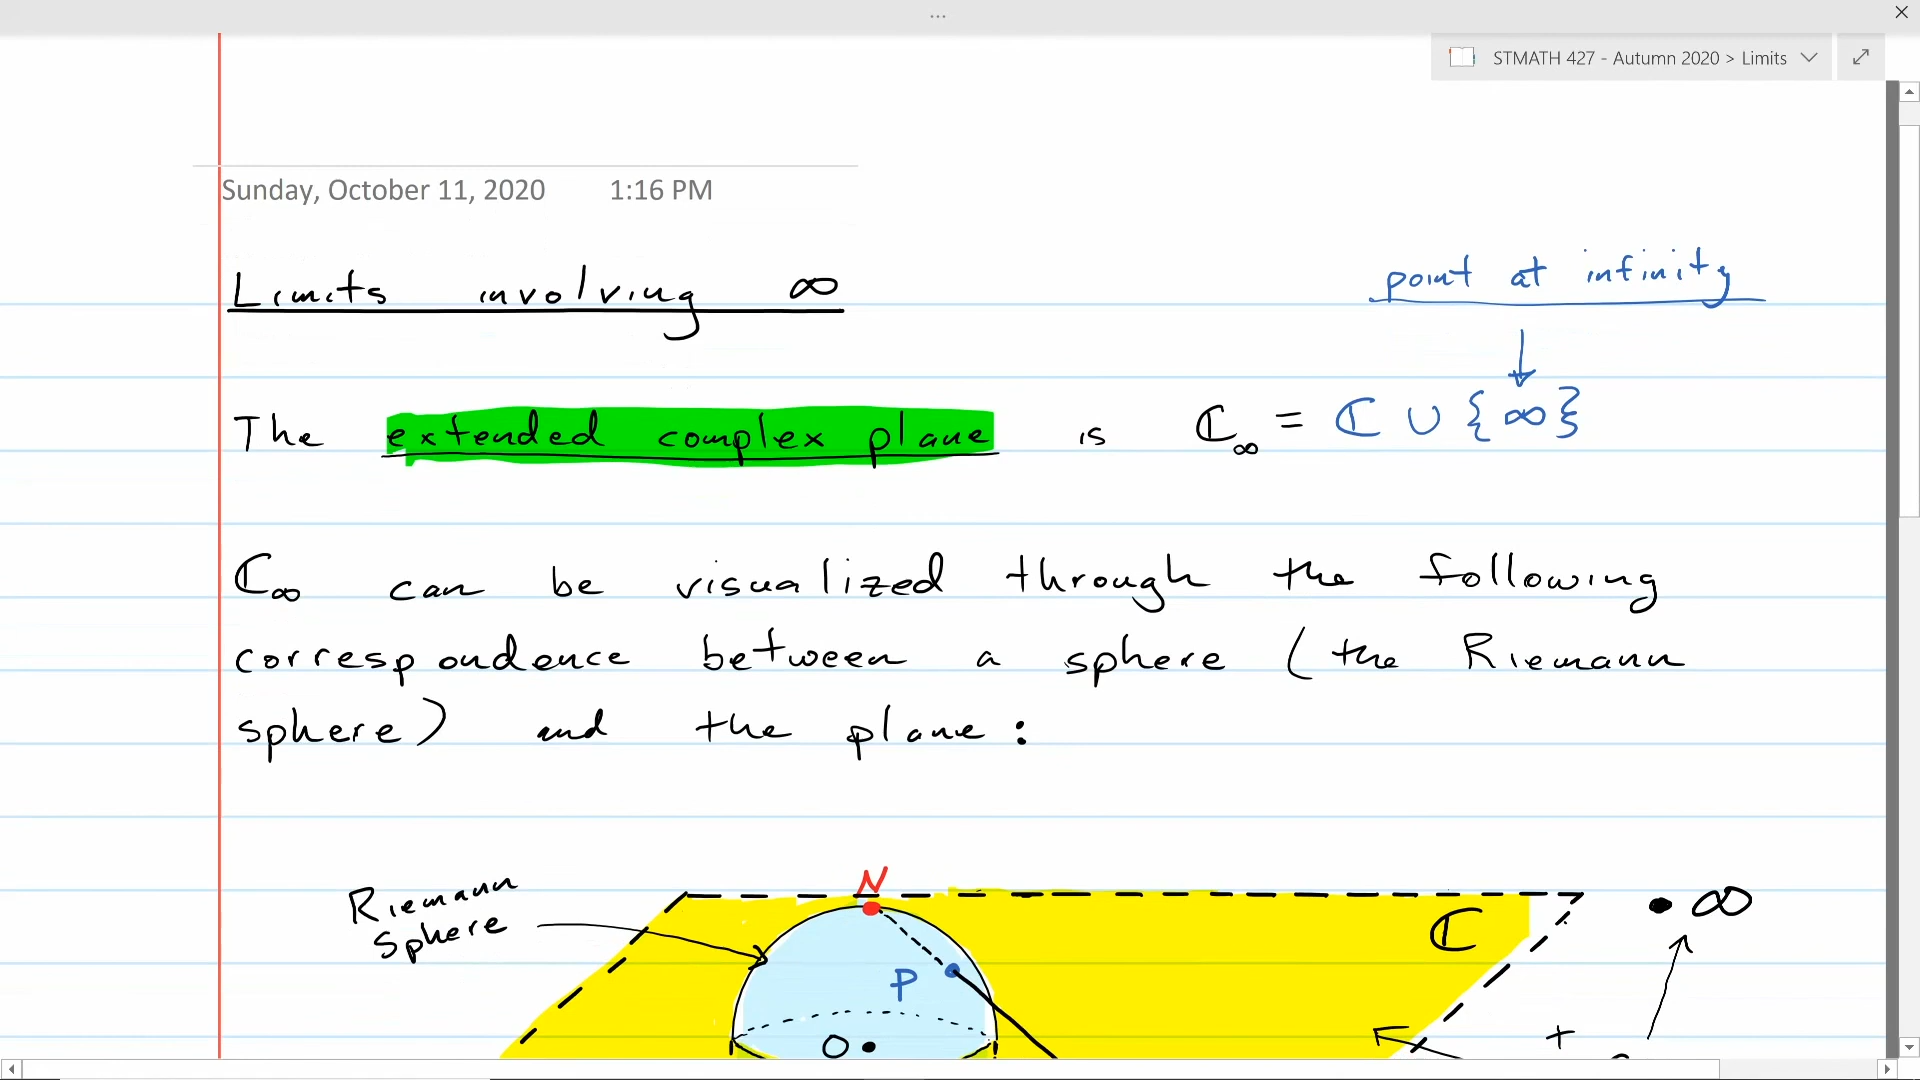 ...
STMATH 427 - Autumn 2020 > Limits
Sunday, October 11, 2020 1:16 PM
Limits involving ∞
point at infinity
The extended complex plane is ℂ∞ = ℂ ∪ {∞}
ℂ∞ can be visualized through the following
correspondence between a sphere (the Riemann
sphere) and the plane:
Riemann
Sphere
N
ℂ
∞
P
O
+